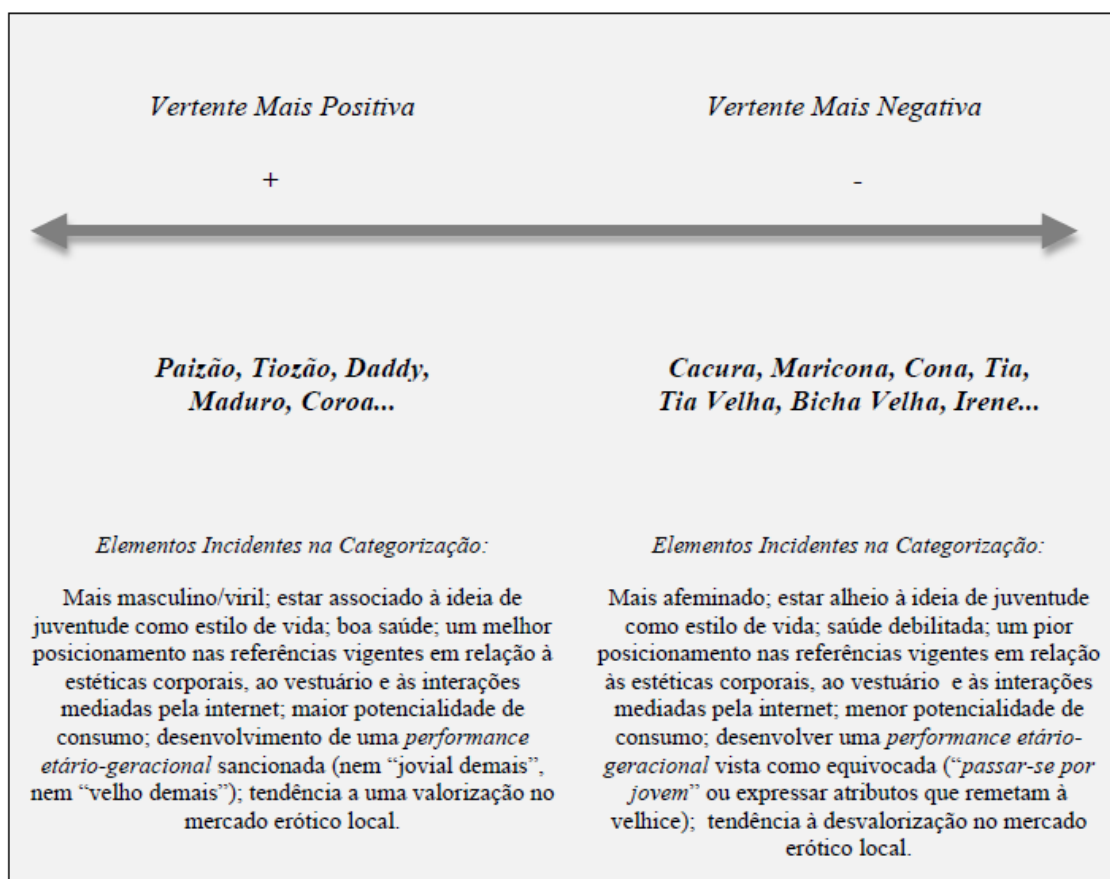 Vertente Mais Positiva
+
Vertente Mais Negativa
-
Paizão, Tiozão, Daddy,
Maduro, Coroa...
Cacura, Maricona, Cona, Tia,
Tia Velha, Bicha Velha, Irene...
Elementos Incidentes na Categorização:
Mais masculino/viril; estar associado à ideia de
juventude como estilo de vida; boa saúde; um melhor
posicionamento nas referências vigentes em relação à
estéticas corporais, ao vestuário e às interações
mediadas pela internet; maior potencialidade de
consumo; desenvolvimento de uma performance
etário-geracional sancionada (nem “jovial demais”,
nem “velho demais”); tendência a uma valorização no
mercado erótico local.
Elementos Incidentes na Categorização:
Mais afeminado; estar alheio à ideia de juventude
como estilo de vida; saúde debilitada; um pior
posicionamento nas referências vigentes em relação
às estéticas corporais, ao vestuário e às interações
mediadas pela internet; menor potencialidade de
consumo; desenvolver uma performance etário-
geracional vista como equivocada (“passar-se por
jovem” ou expressar atributos que remetam à
velhice); tendência à desvalorização no mercado
erótico local.